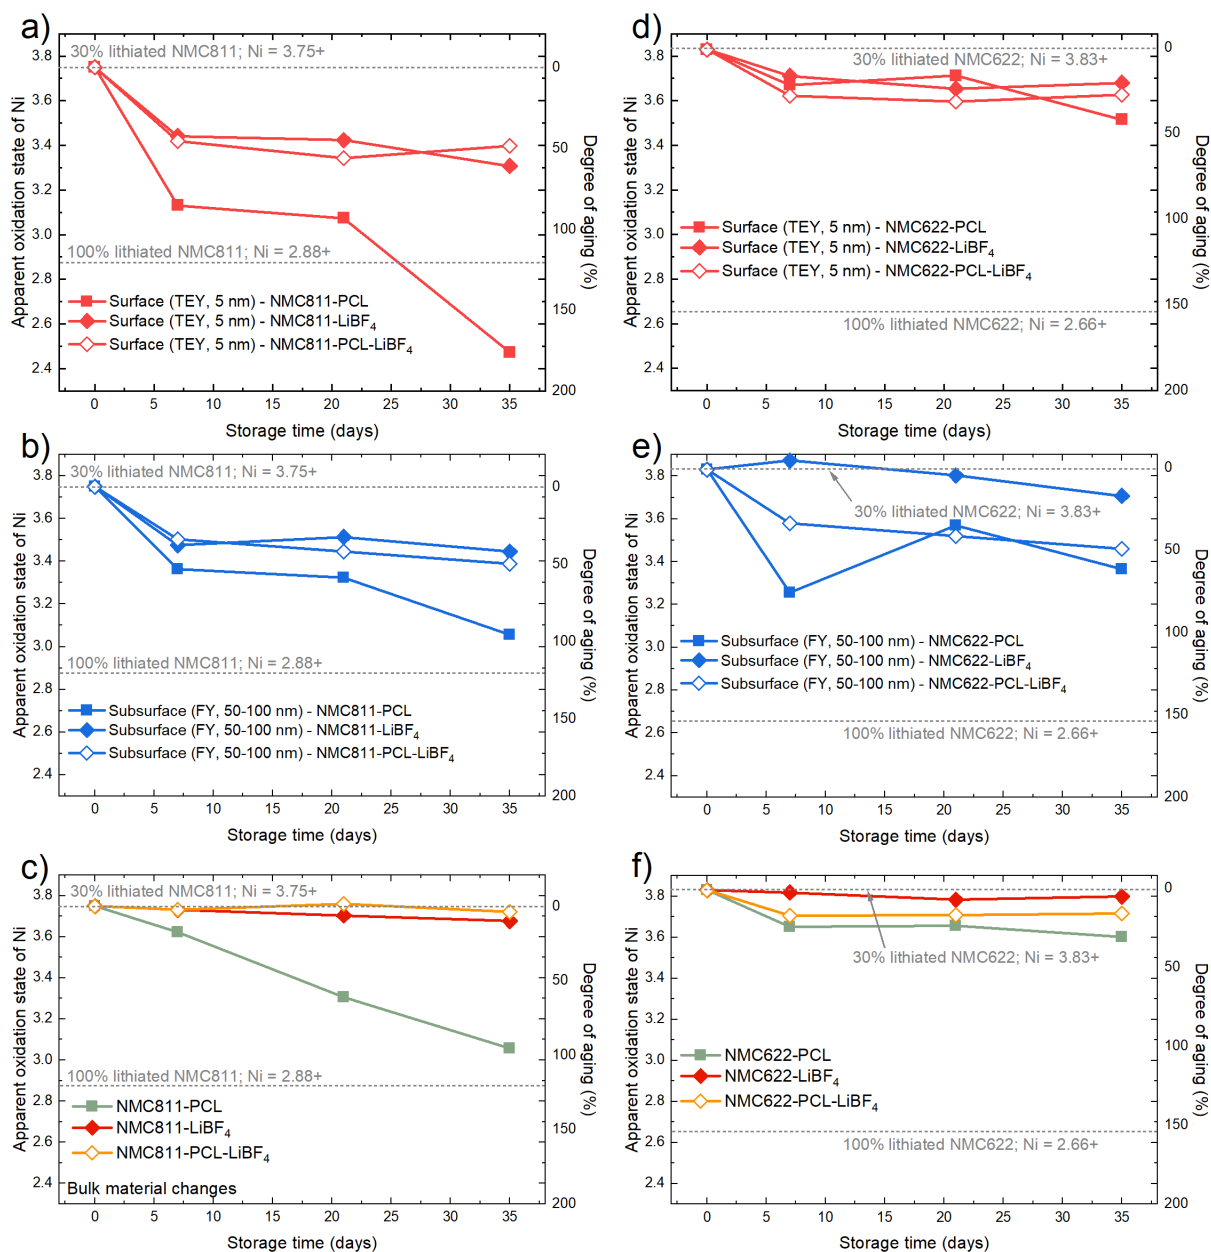 a)
30% lithiated NMC811; Ni = 3.75+
3.8
3.6
3.4
3.2
3.0
2.8
2.6
2.4
Apparent oxidation state of Ni
100% lithiated NMC811; Ni = 2.88+
Surface (TEY, 5 nm) - NMC811-PCL
Surface (TEY, 5 nm) - NMC811-LiBF4
Surface (TEY, 5 nm) - NMC811-PCL-LiBF4
0
50
100
150
200
Degree of aging (%)
0 5 10 15 20 25 30 35
Storage time (days)
b)
30% lithiated NMC811; Ni = 3.75+
3.8
3.6
3.4
3.2
3.0
2.8
2.6
2.4
Apparent oxidation state of Ni
100% lithiated NMC811; Ni = 2.88+
Subsurface (FY, 50-100 nm) - NMC811-PCL
Subsurface (FY, 50-100 nm) - NMC811-LiBF4
Subsurface (FY, 50-100 nm) - NMC811-PCL-LiBF4
0
50
100
150
200
Degree of aging (%)
0 5 10 15 20 25 30 35
Storage time (days)
c)
30% lithiated NMC811; Ni = 3.75+
3.8
3.6
3.4
3.2
3.0
2.8
2.6
2.4
Apparent oxidation state of Ni
100% lithiated NMC811; Ni = 2.88+
NMC811-PCL
NMC811-LiBF4
NMC811-PCL-LiBF4
Bulk material changes
0
50
100
150
200
Degree of aging (%)
0 5 10 15 20 25 30 35
Storage time (days)
d)
30% lithiated NMC622; Ni = 3.83+
3.8
3.6
3.4
3.2
3.0
2.8
2.6
2.4
Apparent oxidation state of Ni
Surface (TEY, 5 nm) - NMC622-PCL
Surface (TEY, 5 nm) - NMC622-LiBF4
Surface (TEY, 5 nm) - NMC622-PCL-LiBF4
100% lithiated NMC622; Ni = 2.66+
0
50
100
150
200
Degree of aging (%)
0 5 10 15 20 25 30 35
Storage time (days)
e)
30% lithiated NMC622; Ni = 3.83+
3.8
3.6
3.4
3.2
3.0
2.8
2.6
2.4
Apparent oxidation state of Ni
Subsurface (FY, 50-100 nm) - NMC622-PCL
Subsurface (FY, 50-100 nm) - NMC622-LiBF4
Subsurface (FY, 50-100 nm) - NMC622-PCL-LiBF4
100% lithiated NMC622; Ni = 2.66+
0
50
100
150
200
Degree of aging (%)
0 5 10 15 20 25 30 35
Storage time (days)
f)
30% lithiated NMC622; Ni = 3.83+
3.8
3.6
3.4
3.2
3.0
2.8
2.6
2.4
Apparent oxidation state of Ni
NMC622-PCL
NMC622-LiBF4
NMC622-PCL-LiBF4
100% lithiated NMC622; Ni = 2.66+
0
50
100
150
200
Degree of aging (%)
0 5 10 15 20 25 30 35
Storage time (days)